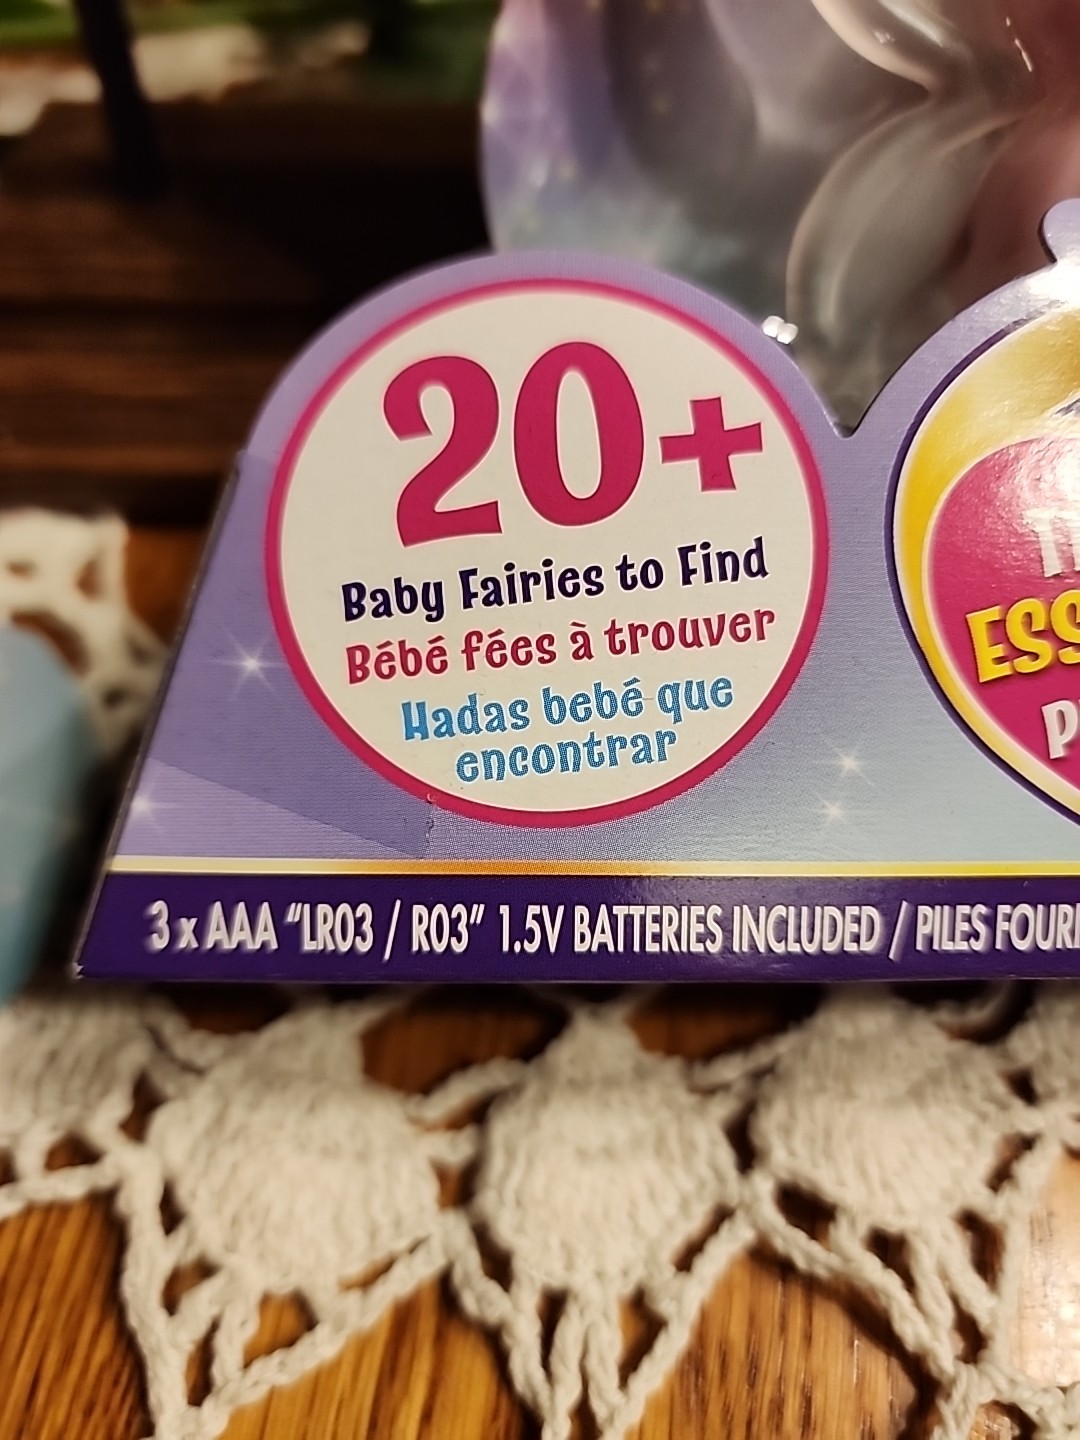 20+
Baby Fairies to Find
Bébé fées à trouver
Hadas bebé que
encontrar
3 x AAA "LR03 / R03" 1.5V BATTERIES INCLUDED / PILES